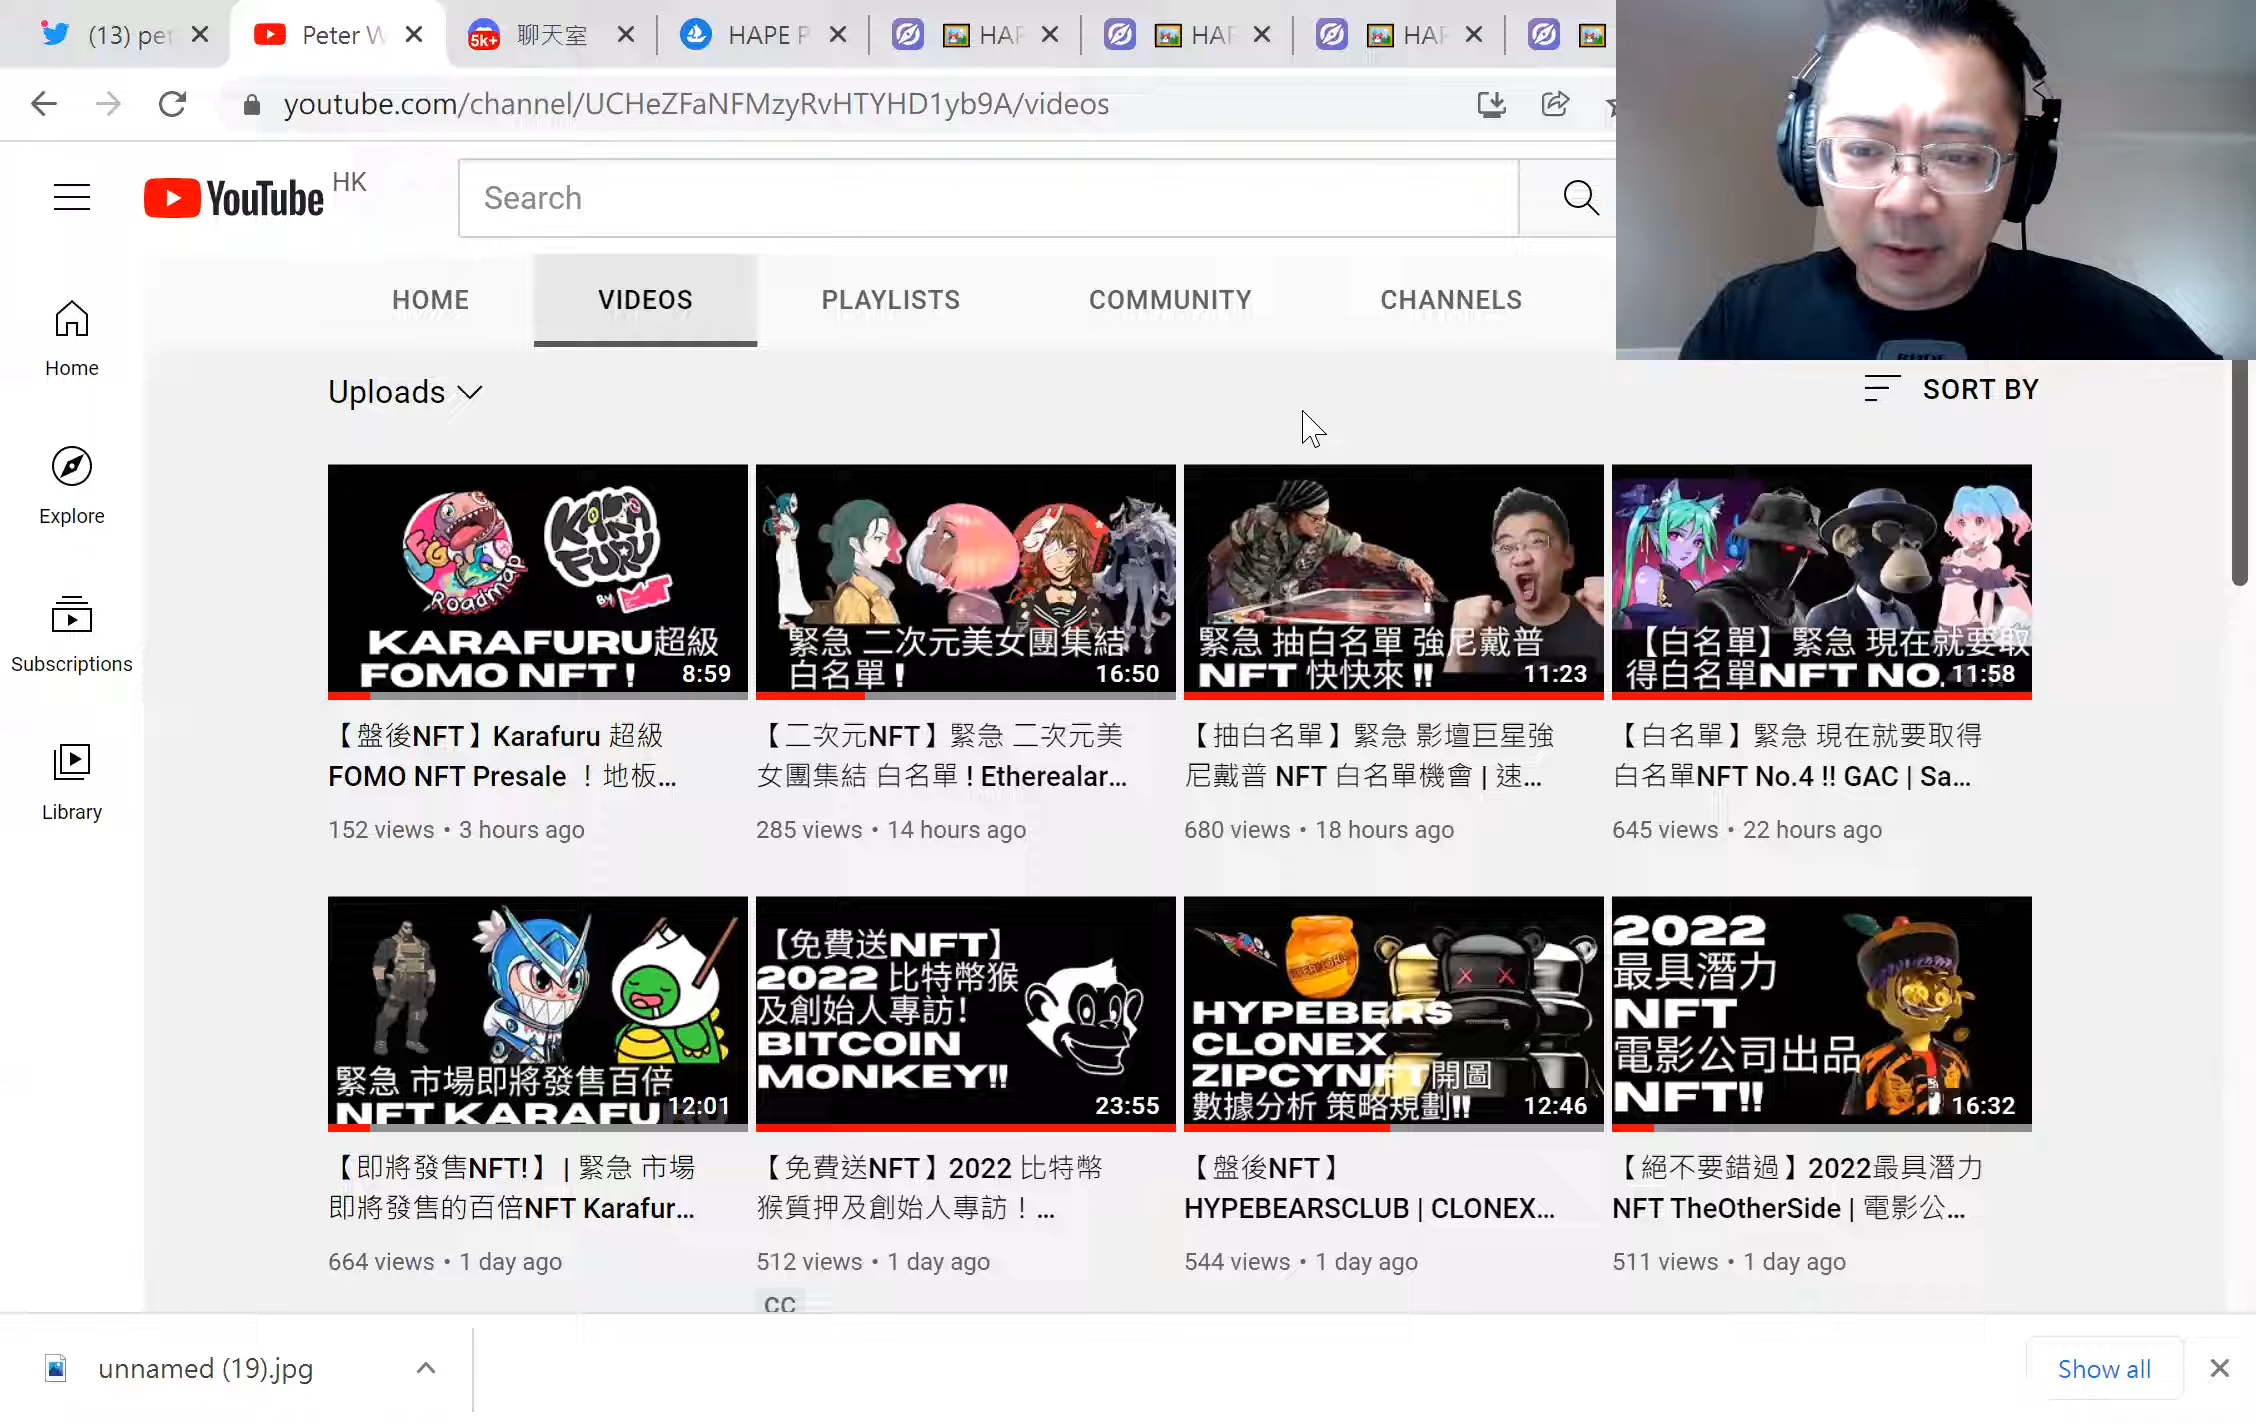 (13) pet
Peter W
5k+
聊天室
HAPE P
HAP
HAP
HAP
youtube.com/channel/UCHeZFaNFMzyRvHTYHD1yb9A/videos
YouTube HK
Search
HOME
VIDEOS
PLAYLISTS
COMMUNITY
CHANNELS
RODE
Home
Explore
Subscriptions
Library
Uploads
SORT BY
Roadmap
KARA
FURU
BY
KARAFURU超級
FOMO NFT !
8:59
緊急 二次元美女團集結
白名單 !
16:50
緊急 抽白名單 強尼戴普
NFT 快快來 !!
11:23
【白名單】緊急 現在就要取
得白名單NFT NO.
11:58
【盤後NFT】Karafuru 超級
FOMO NFT Presale ！地板...
152 views • 3 hours ago
【二次元NFT】緊急 二次元美
女團集結 白名單 ! Etherealar...
285 views • 14 hours ago
【抽白名單】緊急 影壇巨星強
尼戴普 NFT 白名單機會 | 速...
680 views • 18 hours ago
【白名單】緊急 現在就要取得
白名單NFT No.4 !! GAC | Sa...
645 views • 22 hours ago
緊急 市場即將發售百倍
NFT KARAFU
12:01
【免費送NFT】
2022 比特幣猴
及創始人專訪！
BITCOIN
MONKEY!!
23:55
HYPEBERS
CLONEX
ZIPCYNFT開圖
數據分析 策略規劃!!
12:46
2022
最具潛力
NFT
電影公司出品
NFT!!
16:32
【即將發售NFT!】 | 緊急 市場
即將發售的百倍NFT Karafur...
664 views • 1 day ago
【免費送NFT】2022 比特幣
猴質押及創始人專訪！...
512 views • 1 day ago
CC
【盤後NFT】
HYPEBEARSCLUB | CLONEX...
544 views • 1 day ago
【絕不要錯過】2022最具潛力
NFT TheOtherSide | 電影公...
511 views • 1 day ago
unnamed (19).jpg
Show all